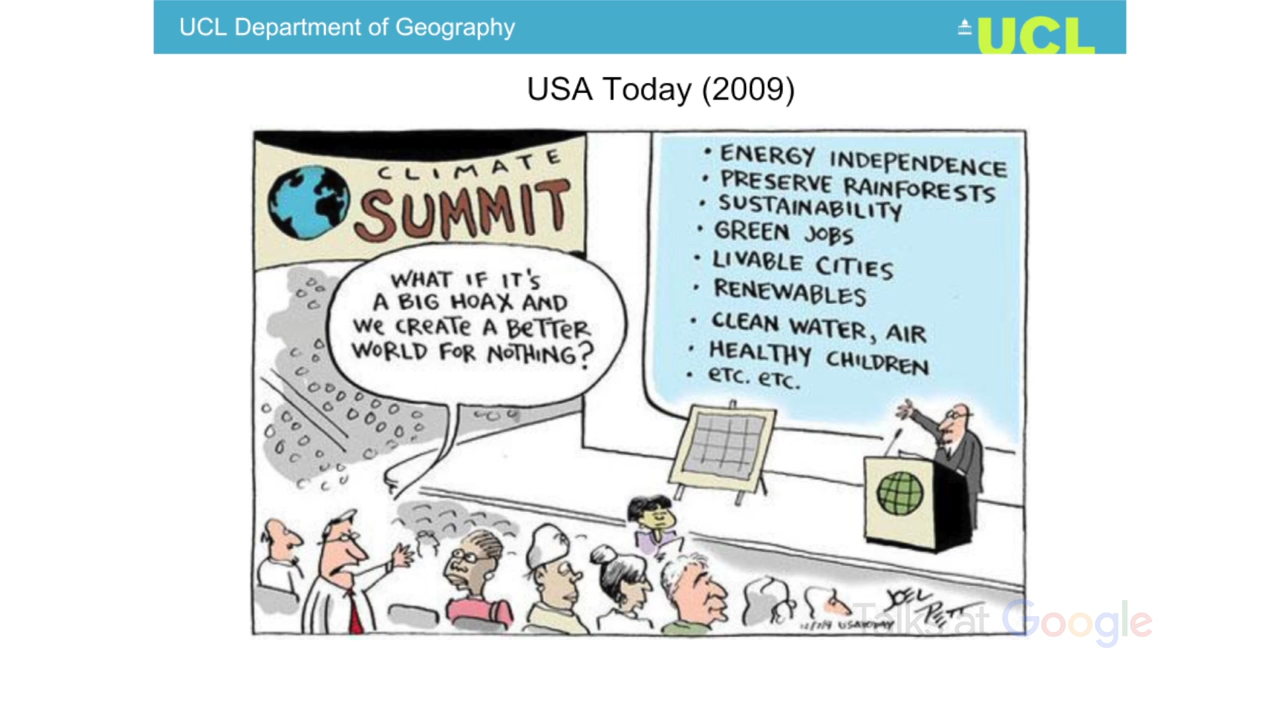 UCL Department of Geography
UCL
USA Today (2009)
CLIMATE
SUMMIT
WHAT IF IT'S
A BIG HOAX AND
WE CREATE A BETTER
WORLD FOR NOTHING?
• ENERGY INDEPENDENCE
• PRESERVE RAINFORESTS
• SUSTAINABILITY
• GREEN JOBS
• LIVABLE CITIES
• RENEWABLES
• CLEAN WATER, AIR
• HEALTHY CHILDREN
• ETC. ETC.
JOEL
PETT
USA TODAY
Talks at Google